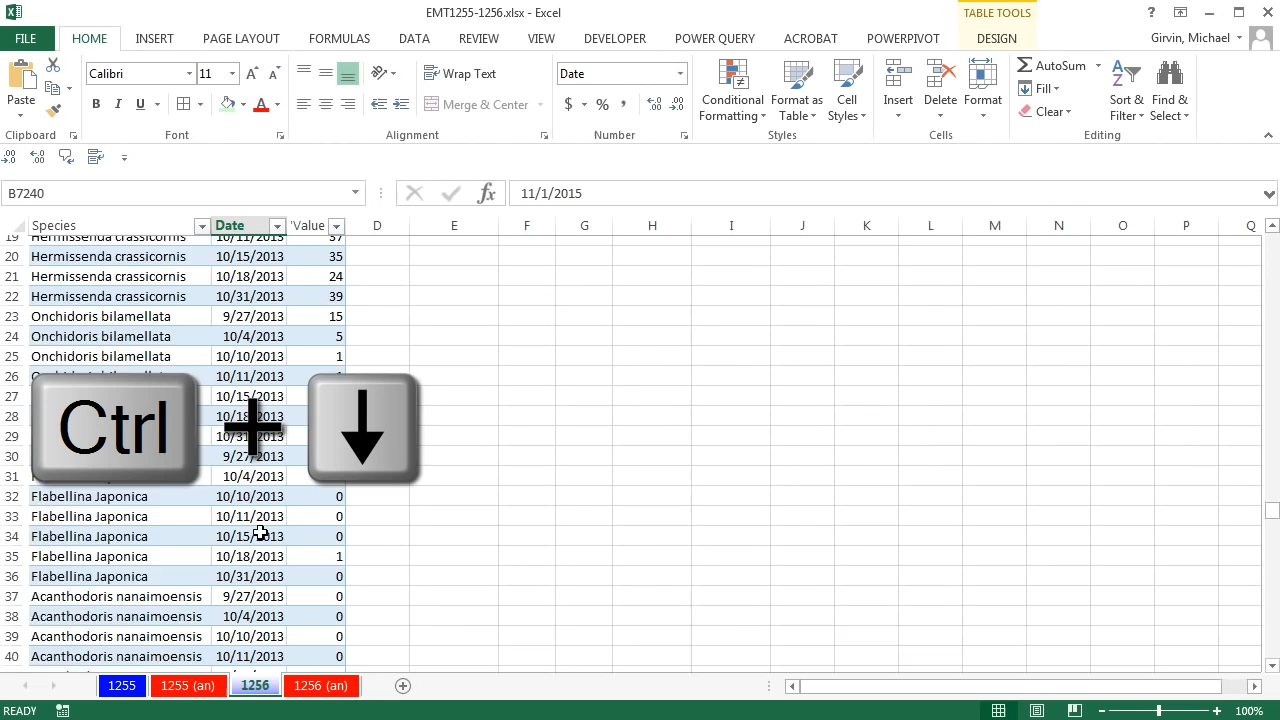 EMT1255-1256.xlsx - Excel
TABLE TOOLS
?
FILE HOME INSERT PAGE LAYOUT FORMULAS DATA REVIEW VIEW DEVELOPER POWER QUERY ACROBAT POWERPIVOT DESIGN Girvin, Michael
Paste
Calibri 11
B I U A
Wrap Text
Merge & Center
Date
$ % ,
Conditional Formatting
Format as Table
Cell Styles
Insert Delete Format
AutoSum
Fill
Clear
Sort & Filter
Find & Select
Clipboard Font Alignment Number Styles Cells Editing
B7240 fx 11/1/2015
Species Date 'Value D E F G H I J K L M N O P Q
19 Hermissenda crassicornis 10/11/2013 37
20 Hermissenda crassicornis 10/15/2013 35
21 Hermissenda crassicornis 10/18/2013 24
22 Hermissenda crassicornis 10/31/2013 39
23 Onchidoris bilamellata 9/27/2013 15
24 Onchidoris bilamellata 10/4/2013 5
25 Onchidoris bilamellata 10/10/2013 1
26 10/11/2013
27 10/15/2013
28 10/18/2013
29 10/31/2013
30 9/27/2013
31 10/4/2013
Ctrl + ↓
32 Flabellina Japonica 10/10/2013 0
33 Flabellina Japonica 10/11/2013 0
34 Flabellina Japonica 10/15/2013 0
35 Flabellina Japonica 10/18/2013 1
36 Flabellina Japonica 10/31/2013 0
37 Acanthodoris nanaimoensis 9/27/2013 0
38 Acanthodoris nanaimoensis 10/4/2013 0
39 Acanthodoris nanaimoensis 10/10/2013 0
40 Acanthodoris nanaimoensis 10/11/2013 0
1255 1255 (an) 1256 1256 (an)
READY 100%